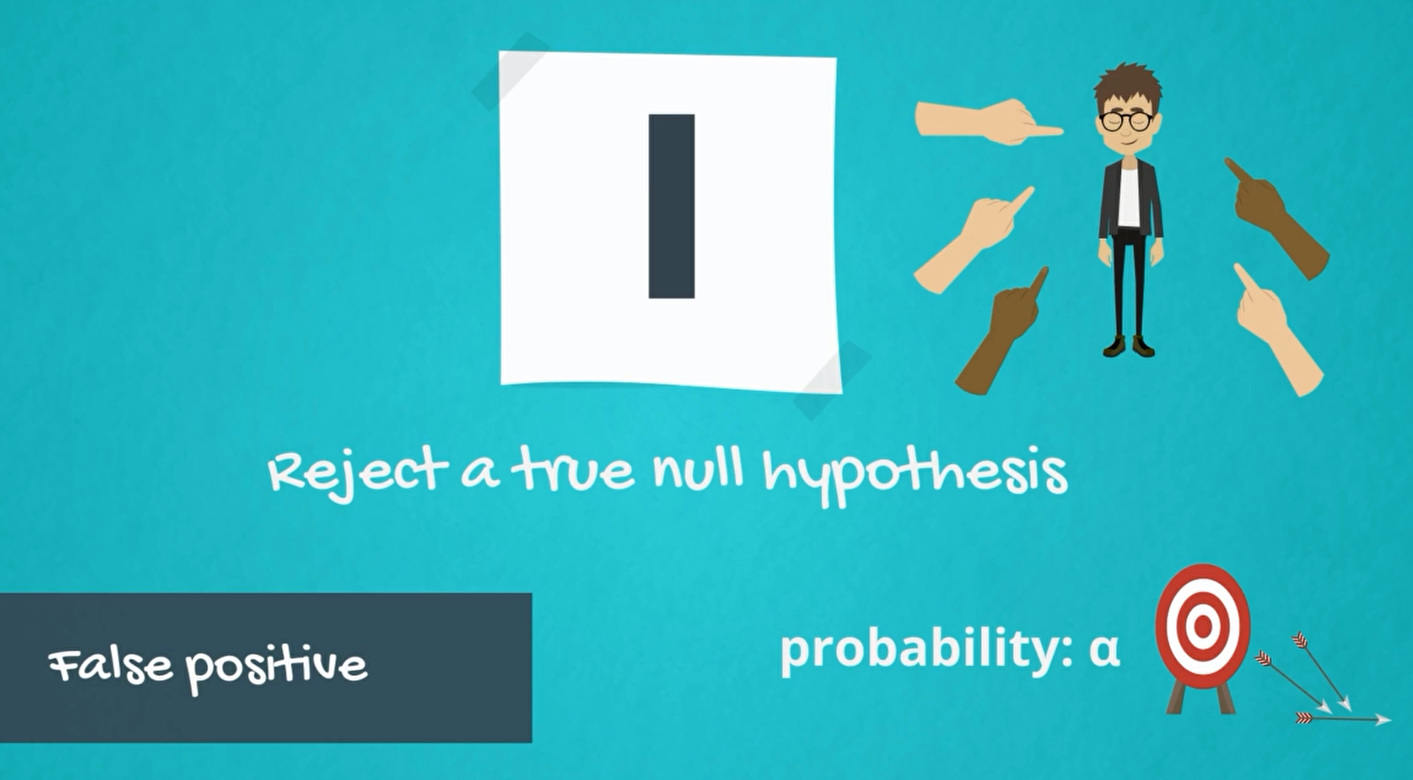 I
Reject a true null hypothesis
False positive
probability: α